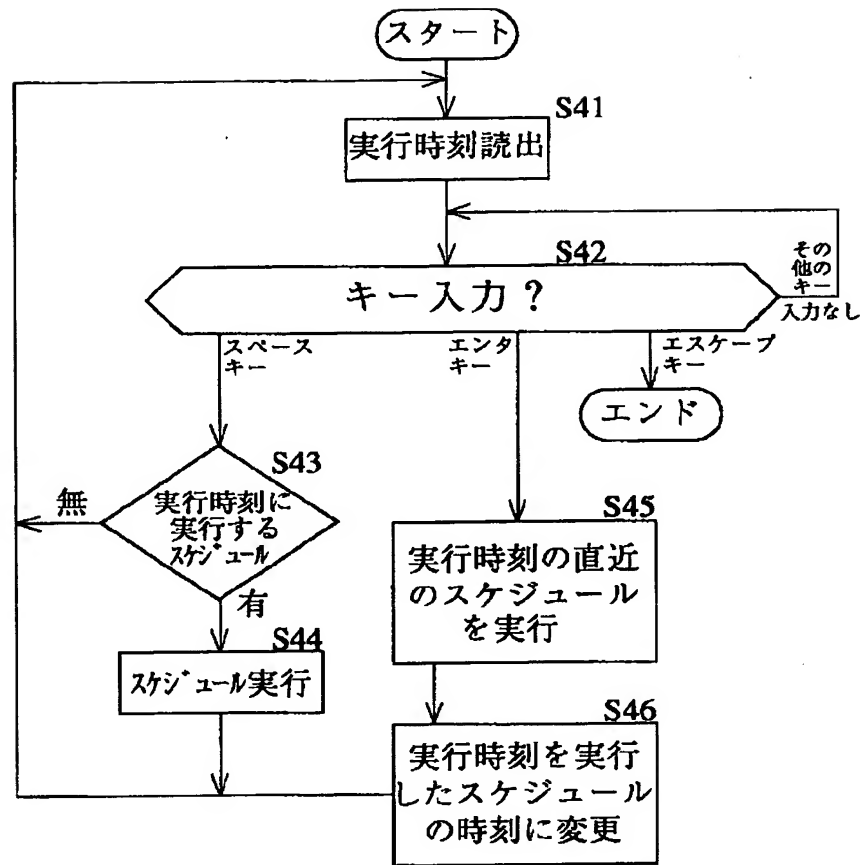 スタート
S41
実行時刻読出
S42
キー入力？
その
他の
キー
入力なし
スペース
キー
エンタ
キー
エスケープ
キー
エンド
S43
実行時刻に
実行する
スケジュール
無
有
S44
スケジュール実行
S45
実行時刻の直近
のスケジュール
を実行
S46
実行時刻を実行
したスケジュール
の時刻に変更